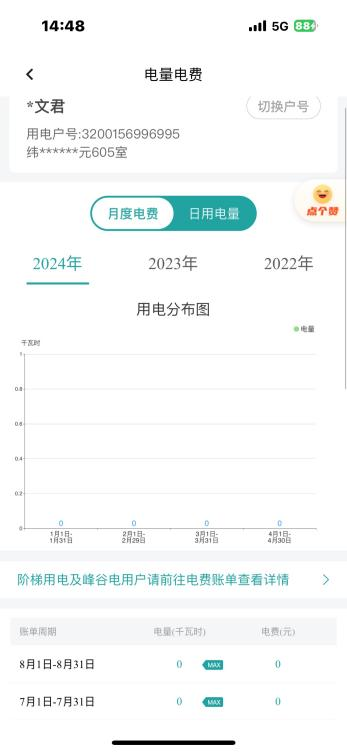 14:48
5G 88
电量电费
*文君
切换户号
用电户号:3200156996995
纬******元605室
月度电费 日用电量
点个赞
2024年 2023年 2022年
用电分布图
电量
千瓦时
1
0.8
0.6
0.4
0.2
0
0 0 0 0
1月1日-
1月31日
2月1日-
2月29日
3月1日-
3月31日
4月1日-
4月30日
阶梯用电及峰谷电用户请前往电费账单查看详情
账单周期 电量(千瓦时) 电费(元)
8月1日-8月31日 0 MAX 0
7月1日-7月31日 0 MAX 0